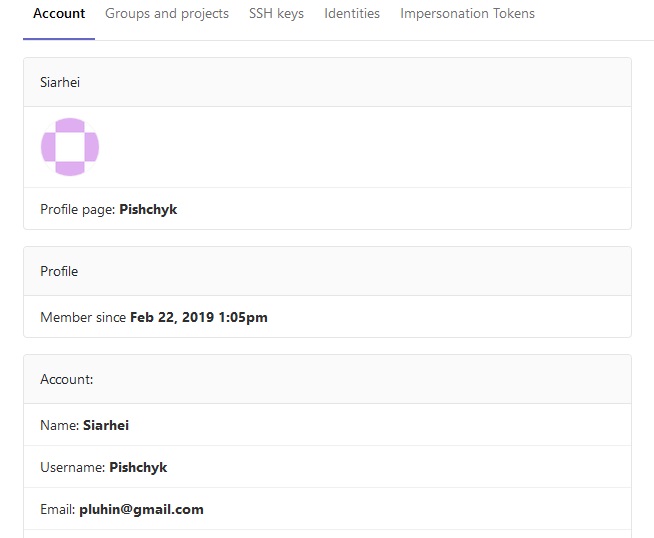 Account Groups and projects SSH keys Identities Impersonation Tokens
Siarhei
Profile page: Pishchyk
Profile
Member since Feb 22, 2019 1:05pm
Account:
Name: Siarhei
Username: Pishchyk
Email: pluhin@gmail.com